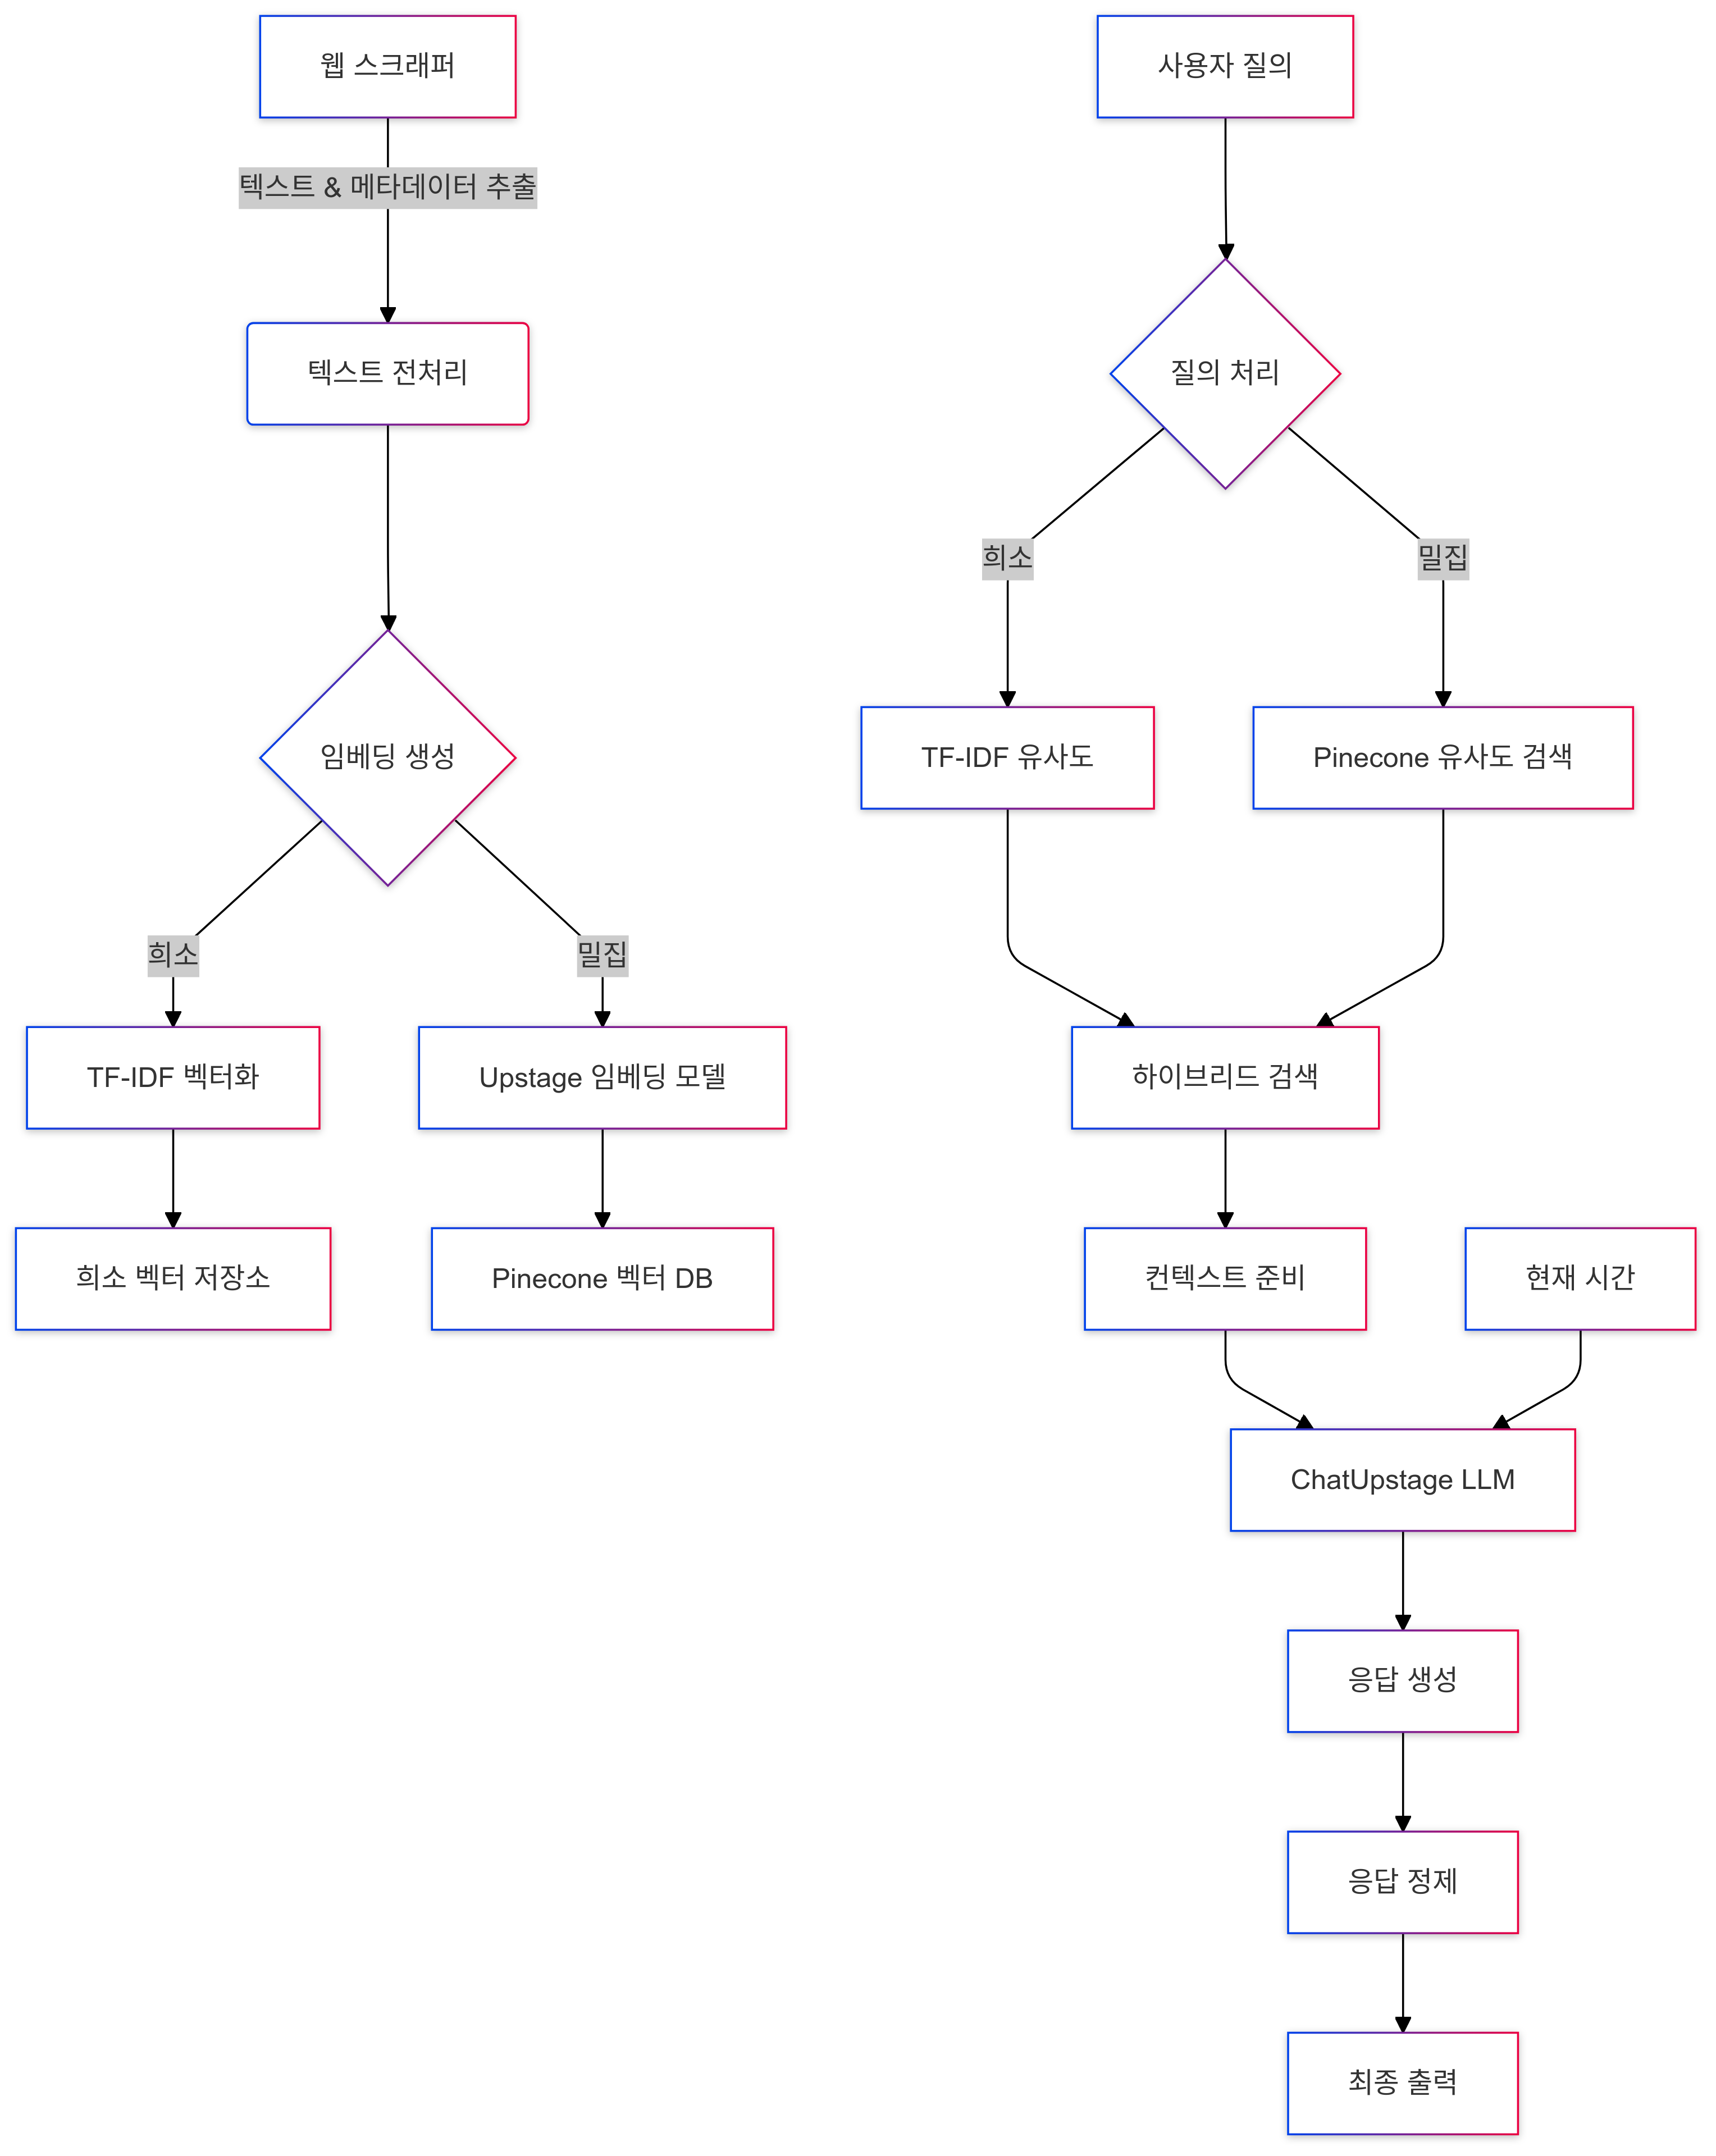 웹 스크래퍼
텍스트 & 메타데이터 추출
텍스트 전처리
임베딩 생성
희소
밀집
TF-IDF 벡터화
Upstage 임베딩 모델
희소 벡터 저장소
Pinecone 벡터 DB
사용자 질의
질의 처리
희소
밀집
TF-IDF 유사도
Pinecone 유사도 검색
하이브리드 검색
컨텍스트 준비
현재 시간
ChatUpstage LLM
응답 생성
응답 정제
최종 출력